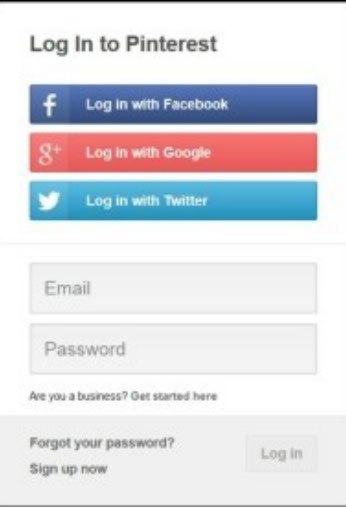 Log In to Pinterest
f Log in with Facebook
g+ Log in with Google
Log in with Twitter
Email
Password
Are you a business? Get started here
Forgot your password?
Log in
Sign up now